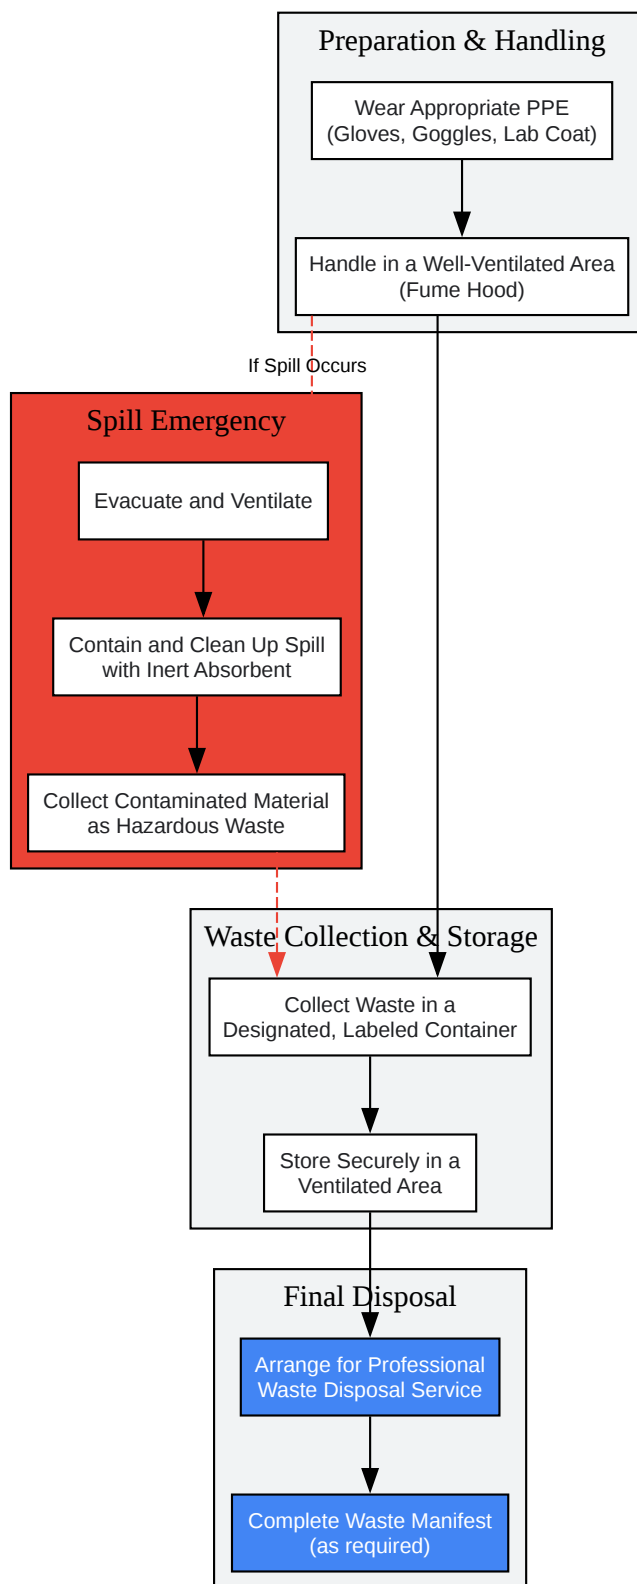 Preparation & Handling
Wear Appropriate PPE
(Gloves, Goggles, Lab Coat)
Handle in a Well-Ventilated Area
(Fume Hood)
If Spill Occurs
Spill Emergency
Evacuate and Ventilate
Contain and Clean Up Spill
with Inert Absorbent
Collect Contaminated Material
as Hazardous Waste
Waste Collection & Storage
Collect Waste in a
Designated, Labeled Container
Store Securely in a
Ventilated Area
Final Disposal
Arrange for Professional
Waste Disposal Service
Complete Waste Manifest
(as required)